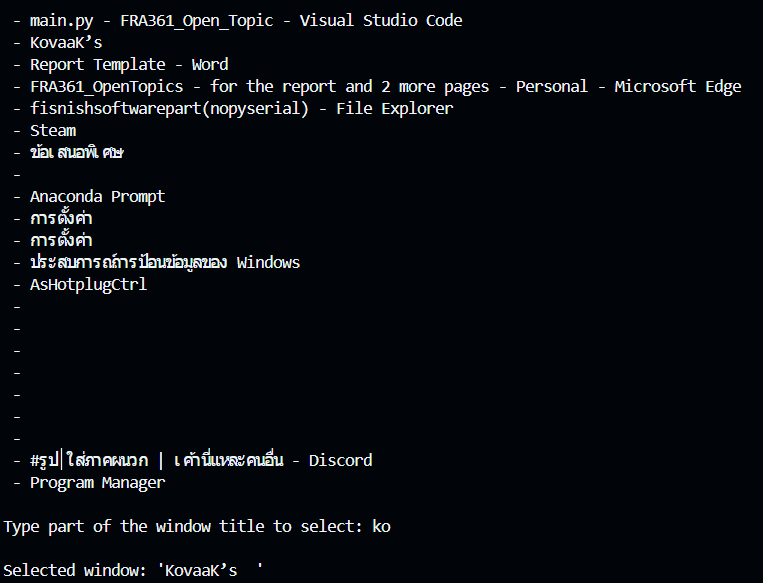 - main.py - FRA361_Open_Topic - Visual Studio Code
- KovaaK’s
- Report Template - Word
- FRA361_OpenTopics - for the report and 2 more pages - Personal - Microsoft Edge
- fisnishsoftwarepart(nopyserial) - File Explorer
- Steam
- ข้อเสนอพิเศษ
-
- Anaconda Prompt
- การตั้งค่า
- การตั้งค่า
- ประสบการณ์การป้อนข้อมูลของ Windows
- AsHotplugCtrl
-
-
-
-
-
-
-
- #รูป│ใส่ภาคผนวก | เค้านี่แหละคนอื่น - Discord
- Program Manager
Type part of the window title to select: ko
Selected window: 'KovaaK’s  '